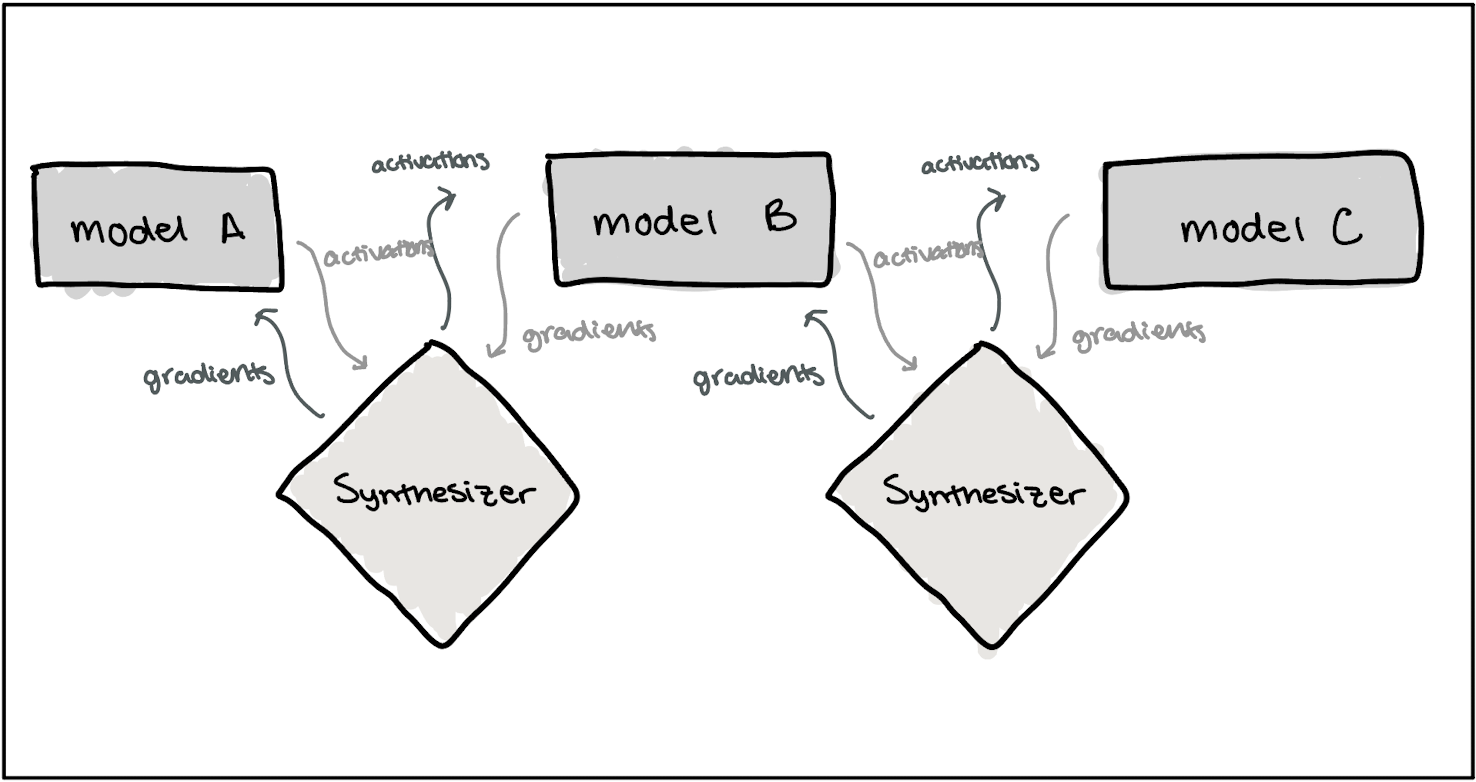 activations
activations
model A
model B
model C
activations
activations
gradients
gradients
gradients
gradients
Synthesizer
Synthesizer